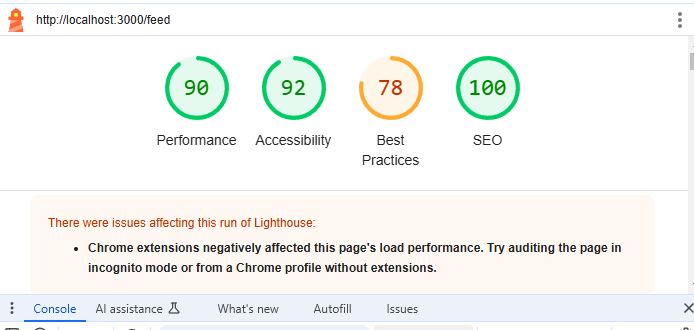 http://localhost:3000/feed
90 92 78 100
Performance Accessibility Best Practices SEO
There were issues affecting this run of Lighthouse:
• Chrome extensions negatively affected this page's load performance. Try auditing the page in
incognito mode or from a Chrome profile without extensions.
Console AI assistance What's new Autofill Issues